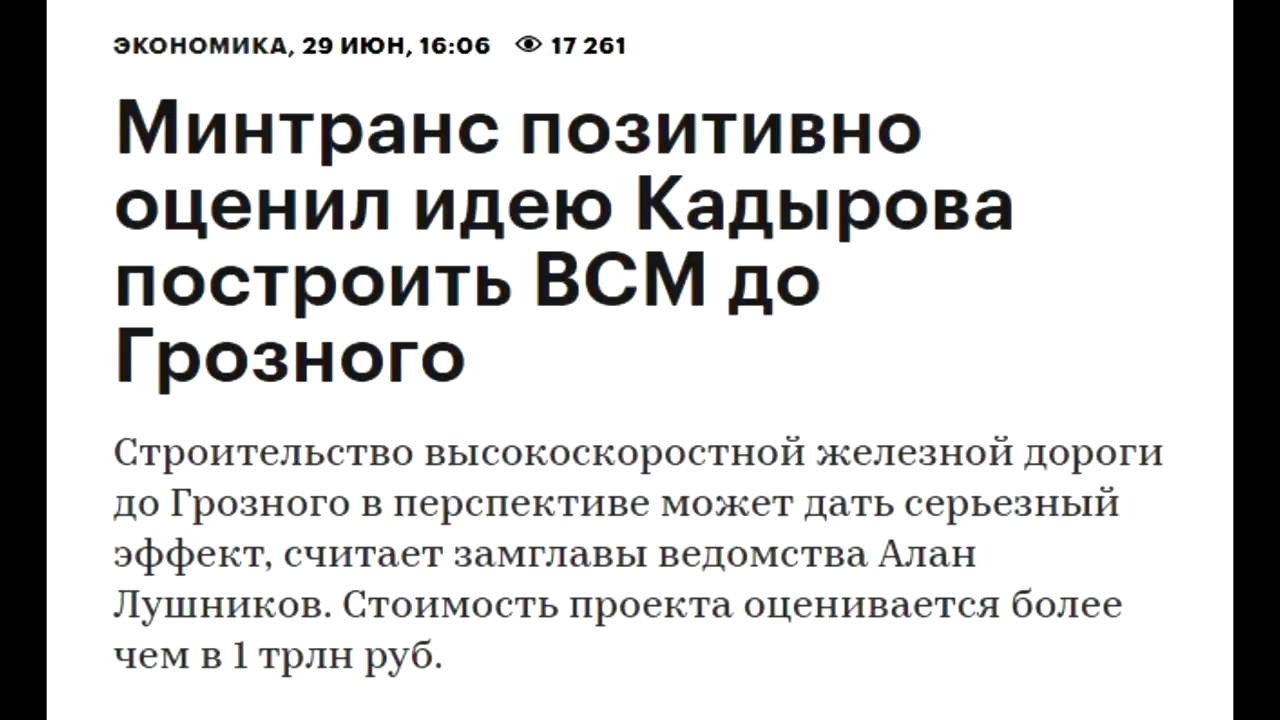 ЭКОНОМИКА, 29 ИЮН, 16:06 17 261
Минтранс позитивно
оценил идею Кадырова
построить ВСМ до
Грозного
Строительство высокоскоростной железной дороги
до Грозного в перспективе может дать серьезный
эффект, считает замглавы ведомства Алан
Лушников. Стоимость проекта оценивается более
чем в 1 трлн руб.